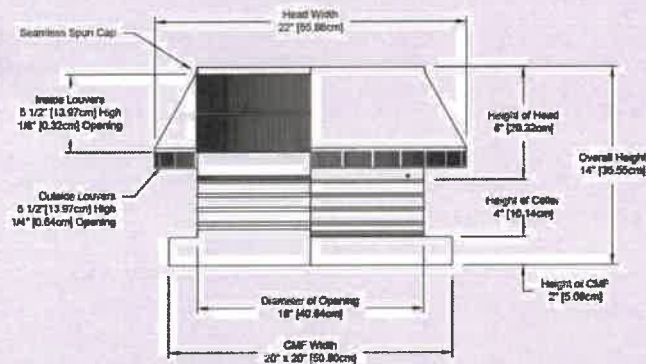 Head Width
22" [55.88cm]
Seamless Spun Cap
Inside Louvers
5 1/2" [13.97cm] High
1/8" [0.32cm] Opening
Height of Head
8" [20.32cm]
Overall Height
14" [35.55cm]
Outside Louvers
5 1/2" [13.97cm] High
1/4" [0.64cm] Opening
Height of Collar
4" [10.14cm]
Height of CMF
2" [5.08cm]
Diameter of Opening
16" [40.64cm]
CMF Width
20" x 20" [50.80cm]